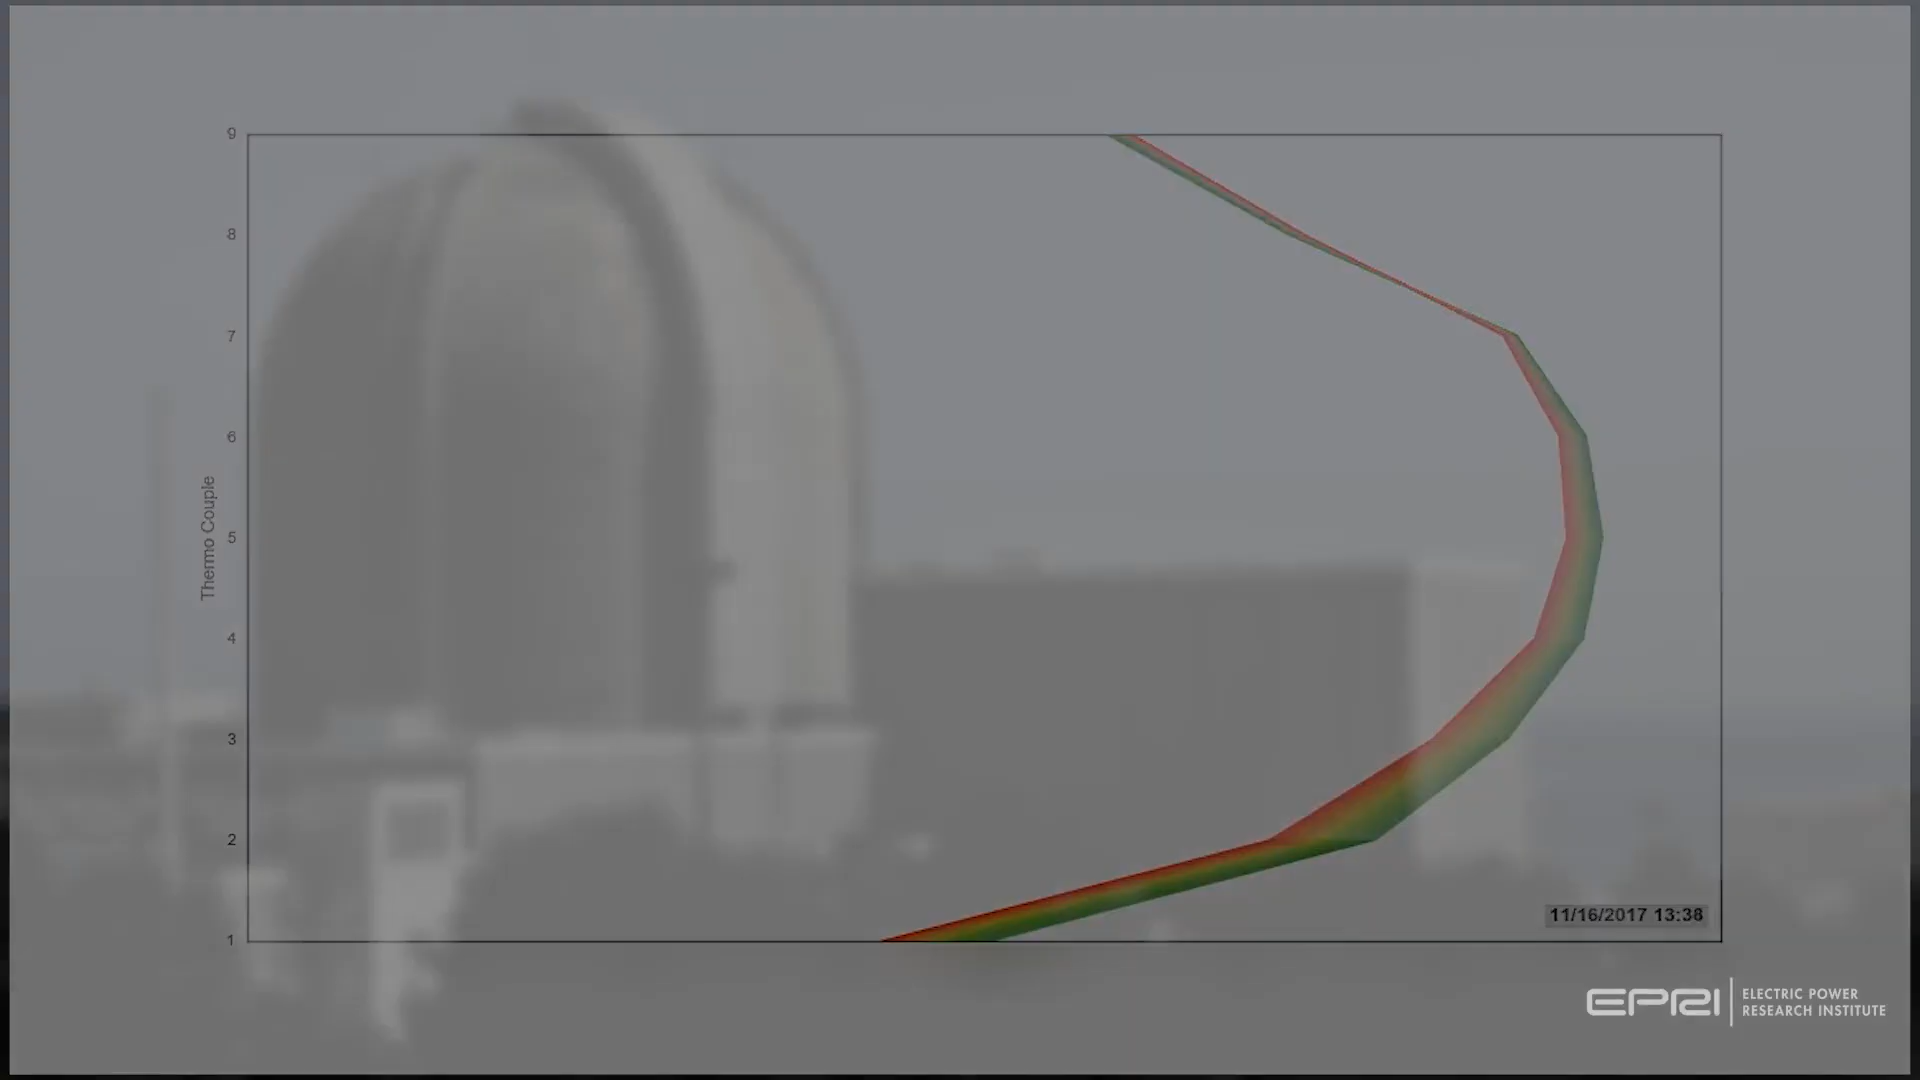 9
8
7
6
5
4
3
2
1
Thermo Couple
11/16/2017 13:38
EPRI
ELECTRIC POWER
RESEARCH INSTITUTE